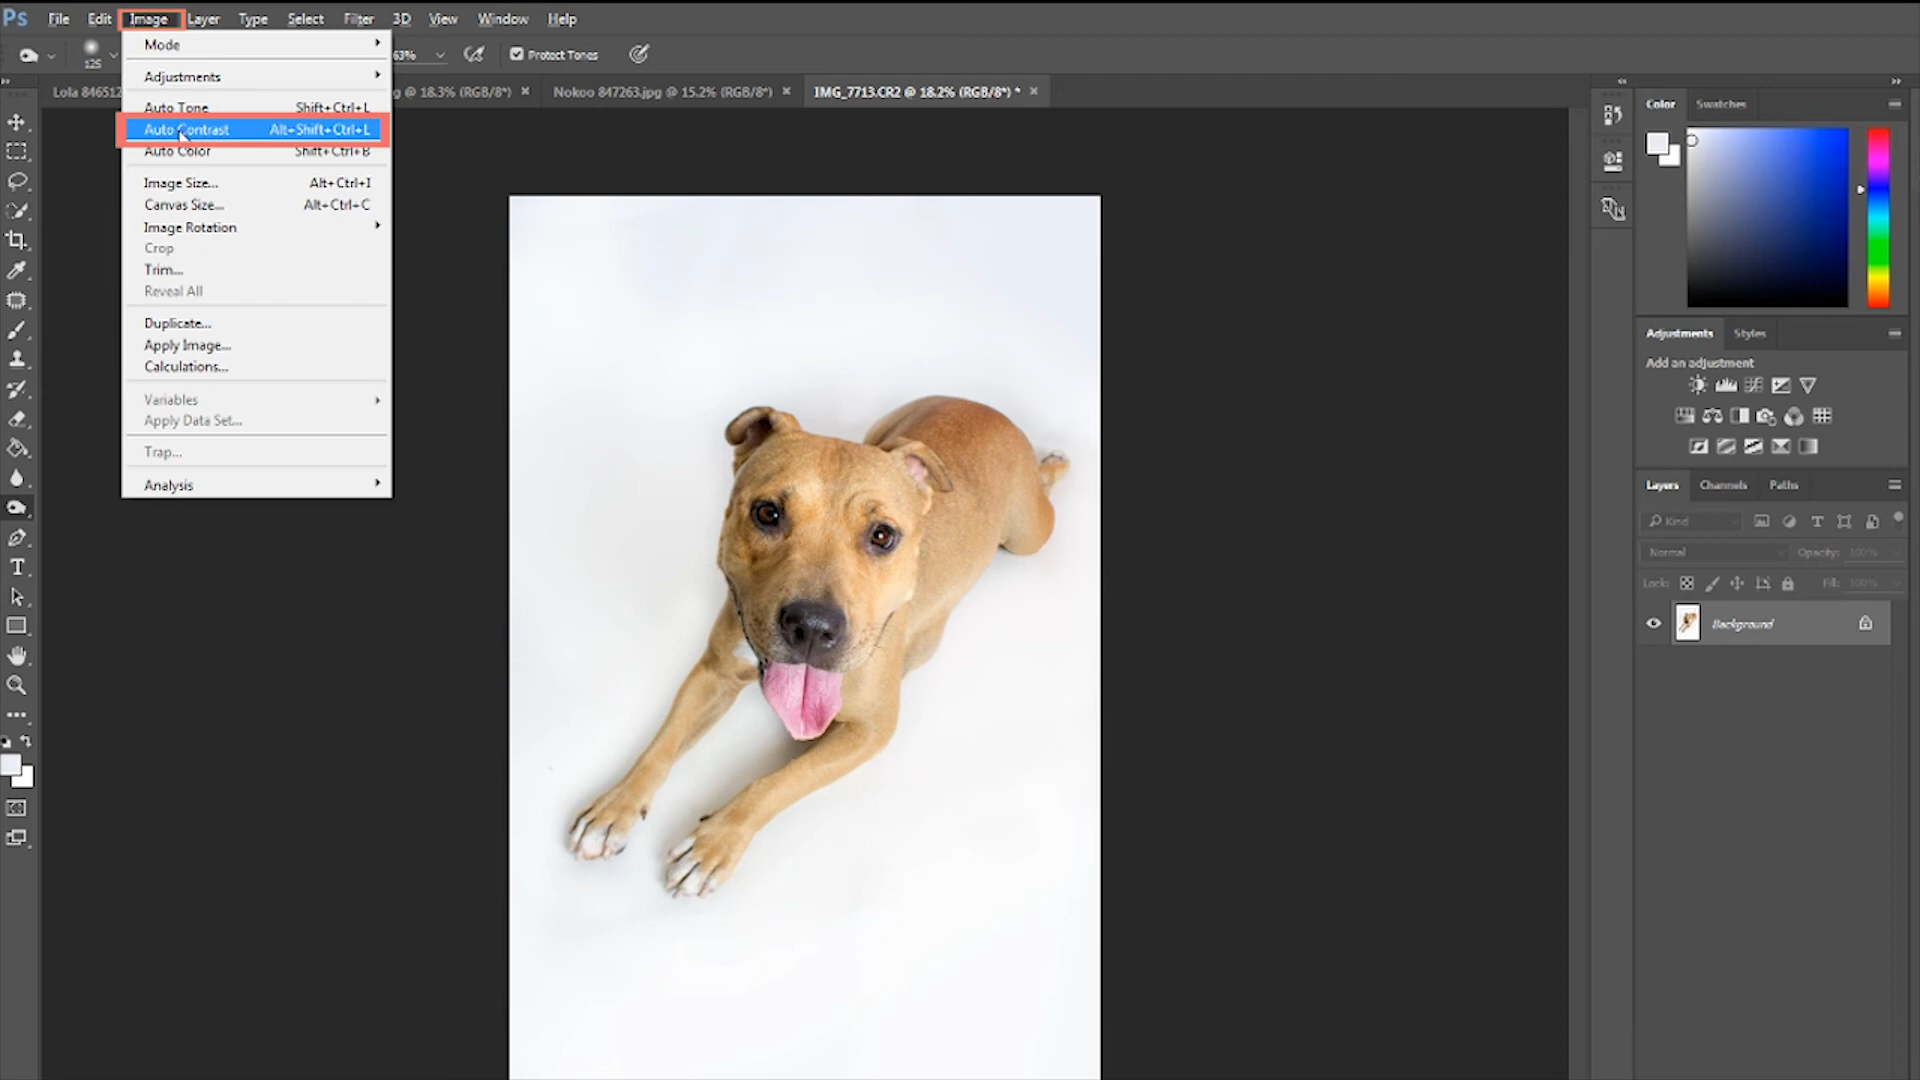 Ps File Edit Image Layer Type Select Filter 3D View Window Help
125 63% Protect Tones
Lola 846512 g @ 18.3% (RGB/8*) × Nokoo 847263.jpg @ 15.2% (RGB/8*) × IMG_7713.CR2 @ 18.2% (RGB/8*) * ×
Mode
Adjustments
Auto Tone Shift+Ctrl+L
Auto Contrast Alt+Shift+Ctrl+L
Auto Color Shift+Ctrl+B
Image Size... Alt+Ctrl+I
Canvas Size... Alt+Ctrl+C
Image Rotation
Crop
Trim...
Reveal All
Duplicate...
Apply Image...
Calculations...
Variables
Apply Data Set...
Trap...
Analysis
Color Swatches
Adjustments Styles
Add an adjustment
Layers Channels Paths
Kind
Normal Opacity: 100%
Lock: Fill: 100%
Background